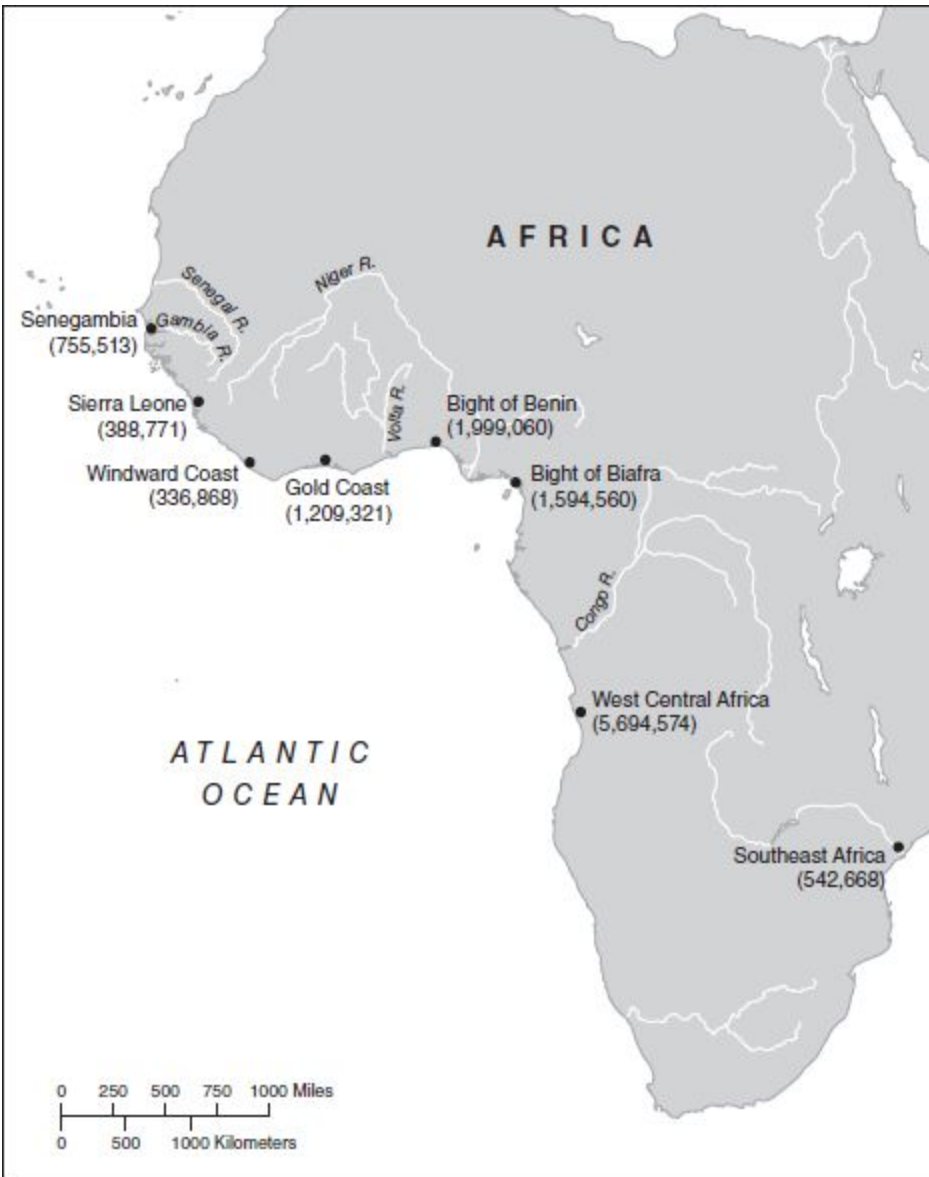 AFRICA
Niger R.
Senegal R.
Senegambia
(755,513)
Gambia R.
Sierra Leone
(388,771)
Volta R.
Bight of Benin
(1,999,060)
Windward Coast
(336,868)
Gold Coast
(1,209,321)
Bight of Biafra
(1,594,560)
Congo R.
West Central Africa
(5,694,574)
ATLANTIC
OCEAN
Southeast Africa
(542,668)
0 250 500 750 1000 Miles
0 500 1000 Kilometers